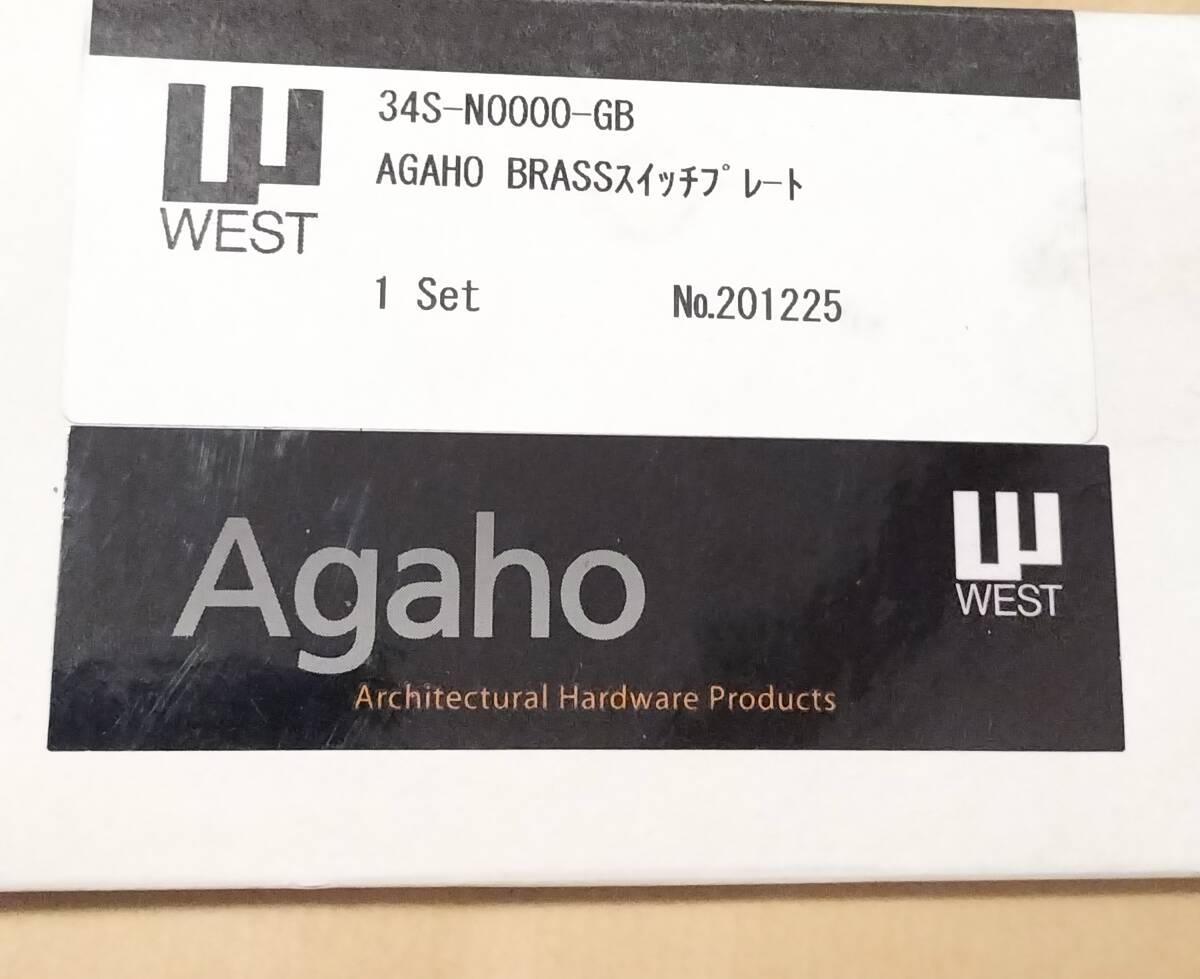 34S-N0000-GB
AGAHO BRASSｽｲｯﾁﾌﾟﾚｰﾄ
WEST
1 Set No.201225
Agaho
WEST
Architectural Hardware Products